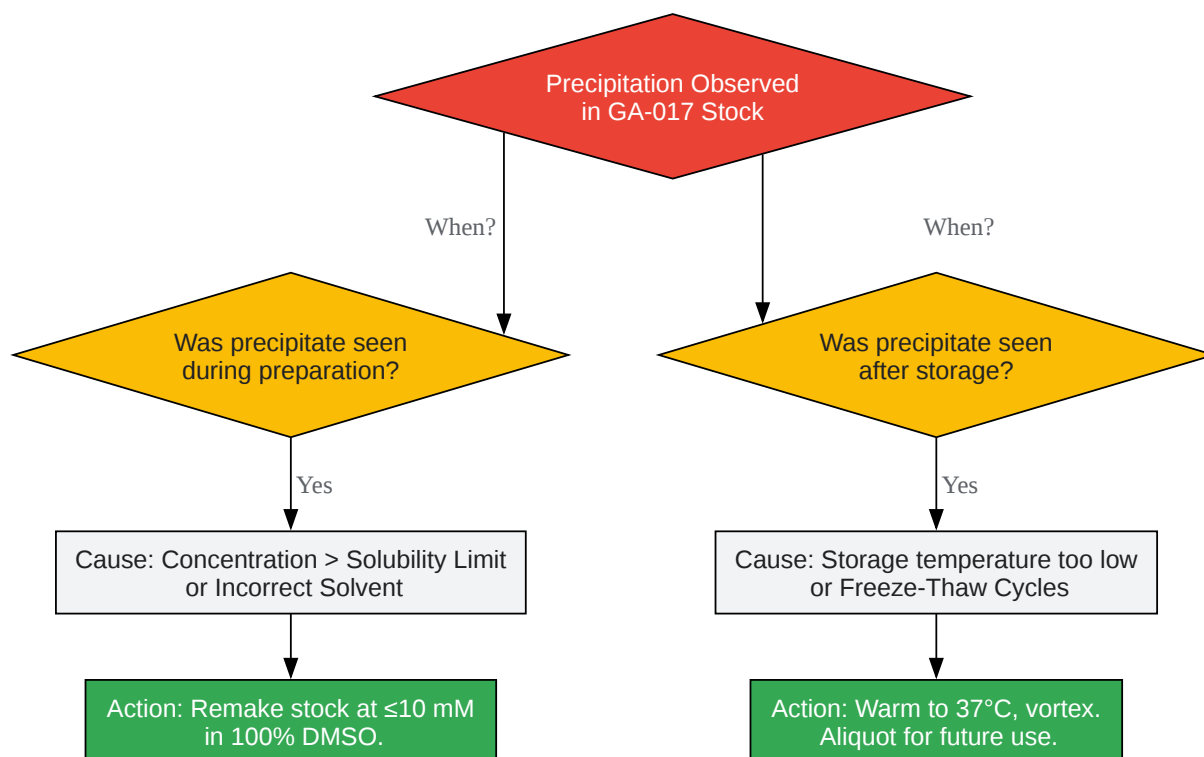 Precipitation Observed
in GA-017 Stock
When?
When?
Was precipitate seen
during preparation?
Was precipitate seen
after storage?
Yes
Yes
Cause: Concentration > Solubility Limit
or Incorrect Solvent
Cause: Storage temperature too low
or Freeze-Thaw Cycles
Action: Remake stock at ≤10 mM
in 100% DMSO.
Action: Warm to 37°C, vortex.
Aliquot for future use.